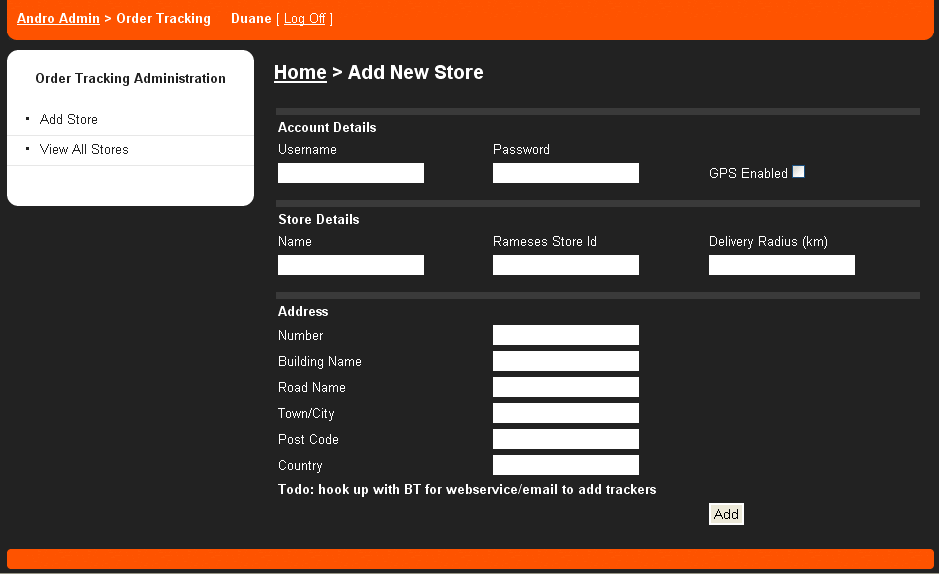 Andro Admin > Order Tracking Duane [ Log Off ]
Order Tracking Administration
Add Store
View All Stores
Home > Add New Store
Account Details
Username Password
GPS Enabled
Store Details
Name Rameses Store Id Delivery Radius (km)
Address
Number
Building Name
Road Name
Town/City
Post Code
Country
Todo: hook up with BT for webservice/email to add trackers
Add